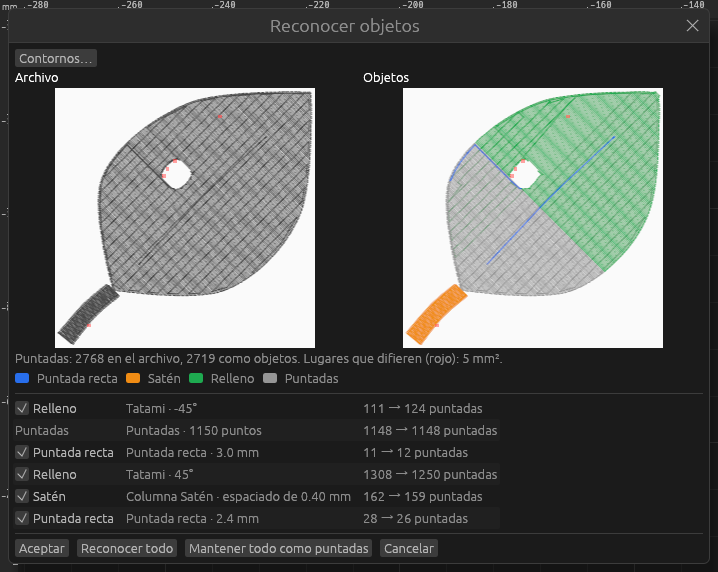 mm -280 -260 -240 -220 -200 -180 -160 -140
Reconocer objetos
Contornos...
Archivo Objetos
Puntadas: 2768 en el archivo, 2719 como objetos. Lugares que difieren (rojo): 5 mm².
Puntada recta Satén Relleno Puntadas
Relleno Tatami · -45° 111 → 124 puntadas
Puntadas Puntadas · 1150 puntos 1148 → 1148 puntadas
Puntada recta Puntada recta · 3.0 mm 11 → 12 puntadas
Relleno Tatami · 45° 1308 → 1250 puntadas
Satén Columna Satén · espaciado de 0.40 mm 162 → 159 puntadas
Puntada recta Puntada recta · 2.4 mm 28 → 26 puntadas
Aceptar Reconocer todo Mantener todo como puntadas Cancelar